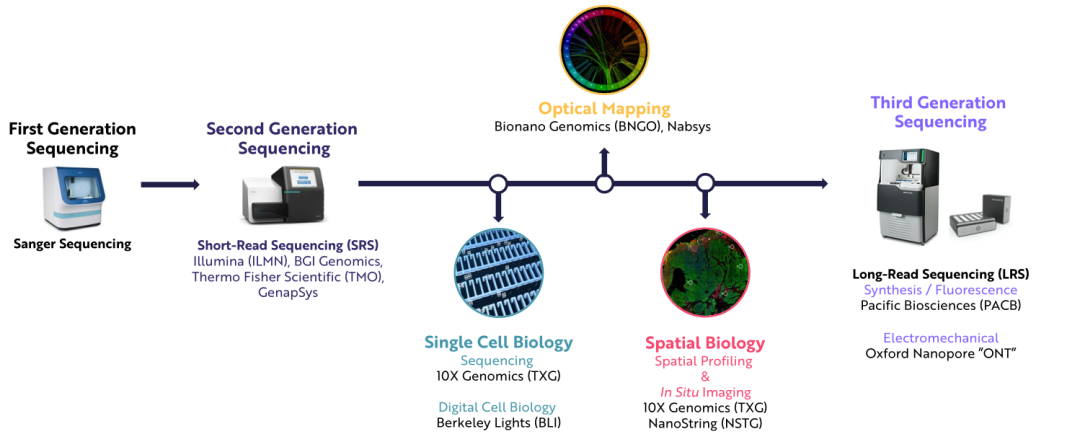 First Generation
Sequencing
Sanger Sequencing
Second Generation
Sequencing
Short-Read Sequencing (SRS)
Illumina (ILMN), BGI Genomics,
Thermo Fisher Scientific (TMO),
GenapSys
Optical Mapping
Bionano Genomics (BNGO), Nabsys
Single Cell Biology
Sequencing
10X Genomics (TXG)
Digital Cell Biology
Berkeley Lights (BLI)
Spatial Biology
Spatial Profiling
&
In Situ Imaging
10X Genomics (TXG)
NanoString (NSTG)
Third Generation
Sequencing
Long-Read Sequencing (LRS)
Synthesis / Fluorescence
Pacific Biosciences (PACB)
Electromechanical
Oxford Nanopore "ONT"